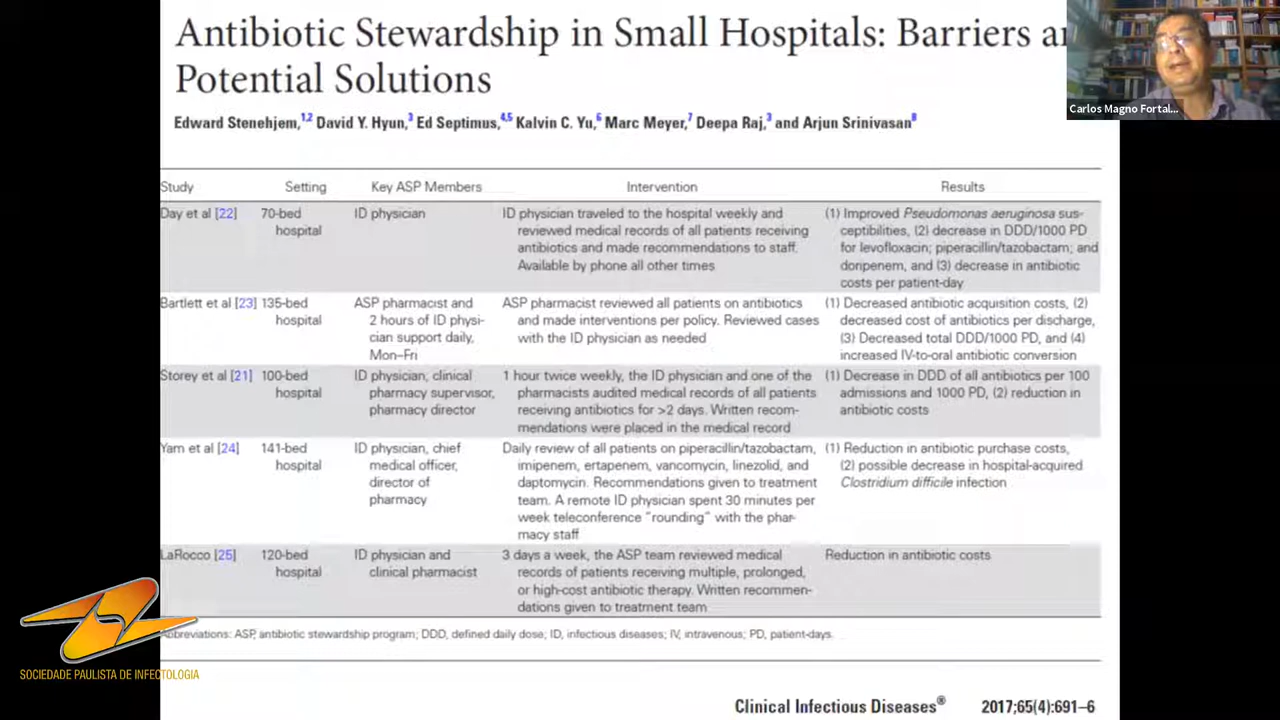 Antibiotic Stewardship in Small Hospitals: Barriers
Potential Solutions
Edward Stenehjem,1,2 David Y. Hyun,3 Ed Septimus,4,5 Kalvin C. Yu,6 Marc Meyer,7 Deepa Raj,3 and Arjun Srinivasan8
Carlos Magno Fortal...
Study Setting Key ASP Members Intervention Results
Day et al [22] 70-bed ID physician ID physician traveled to the hospital weekly and (1) Improved Pseudomonas aeruginosa sus-
hospital reviewed medical records of all patients receiving ceptibilities, (2) decrease in DDD/1000 PD
antibiotics and made recommendations to staff. for levofloxacin; piperacillin/tazobactam; and
Available by phone all other times doripenem, and (3) decrease in antibiotic
costs per patient-day
Bartlett et al [23] 135-bed ASP pharmacist and ASP pharmacist reviewed all patients on antibiotics (1) Decreased antibiotic acquisition costs, (2)
hospital 2 hours of ID physi- and made interventions per policy. Reviewed cases decreased cost of antibiotics per discharge,
cian support daily, with the ID physician as needed (3) Decreased total DDD/1000 PD, and (4)
Mon–Fri increased IV-to-oral antibiotic conversion
Storey et al [21] 100-bed ID physician, clinical 1 hour twice weekly, the ID physician and one of the (1) Decrease in DDD of all antibiotics per 100
hospital pharmacy supervisor, pharmacists audited medical records of all patients admissions and 1000 PD, (2) reduction in
pharmacy director receiving antibiotics for >2 days. Written recom- antibiotic costs
mendations were placed in the medical record
Yam et al [24] 141-bed ID physician, chief Daily review of all patients on piperacillin/tazobactam, (1) Reduction in antibiotic purchase costs,
hospital medical officer, imipenem, ertapenem, vancomycin, linezolid, and (2) possible decrease in hospital-acquired
director of daptomycin. Recommendations given to treatment Clostridium difficile infection
pharmacy team. A remote ID physician spent 30 minutes per
week teleconference "rounding" with the phar-
macy staff
LaRocco [25] 120-bed ID physician and 3 days a week, the ASP team reviewed medical Reduction in antibiotic costs
hospital clinical pharmacist records of patients receiving multiple, prolonged,
or high-cost antibiotic therapy. Written recommen-
dations given to treatment team
Abbreviations: ASP, antibiotic stewardship program; DDD, defined daily dose; ID, infectious diseases; IV, intravenous; PD, patient-days.
SOCIEDADE PAULISTA DE INFECTOLOGIA
Clinical Infectious Diseases® 2017;65(4):691–6